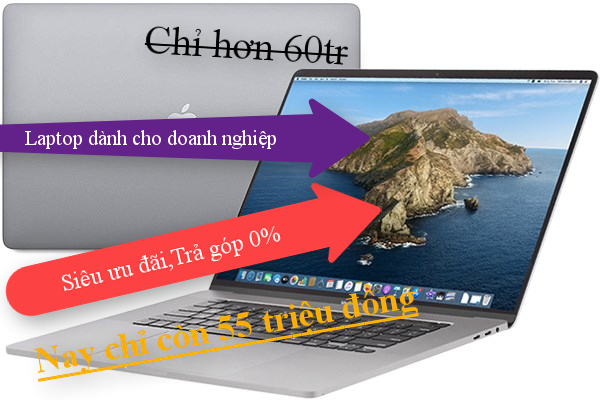 Chỉ hơn 60tr
Laptop dành cho doanh nghiệp
Siêu ưu đãi,Trả góp 0%
Nay chỉ còn 55 triệu đồng